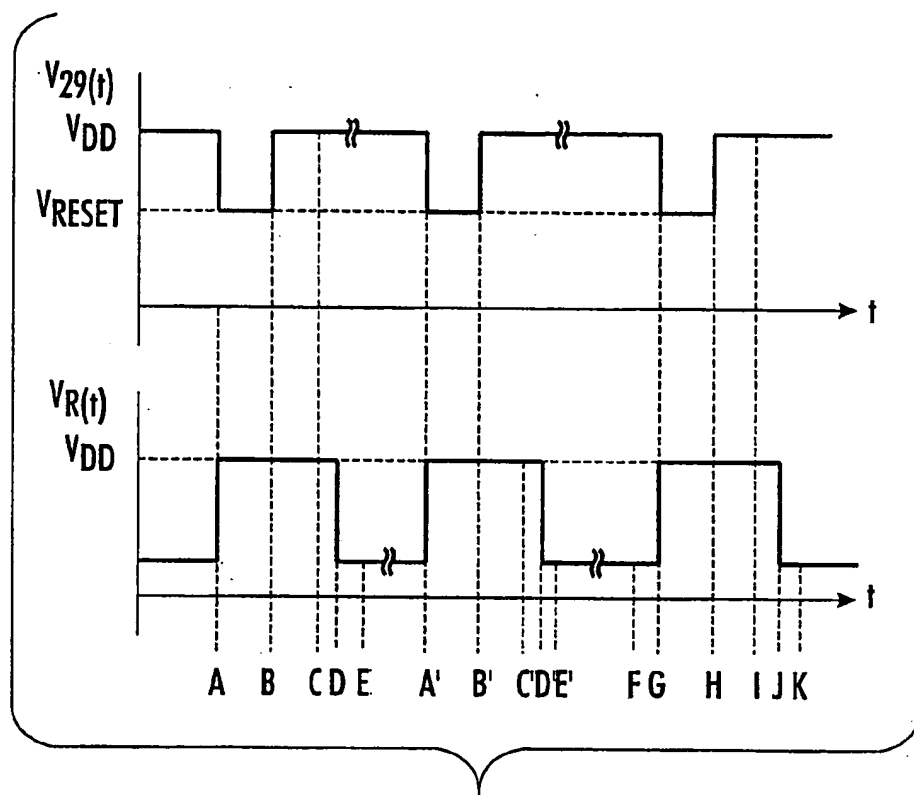 V29(t)
VDD
VRESET
t
VR(t)
VDD
t
A B C D E A' B' C' D' E' F G H I J K